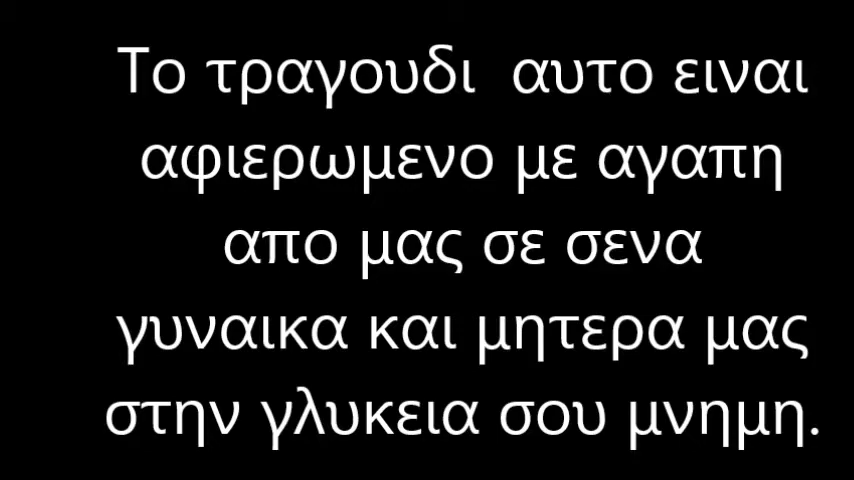 Το τραγουδι αυτο ειναι
αφιερωμενο με αγαπη
απο μας σε σενα
γυναικα και μητερα μας
στην γλυκεια σου μνημη.